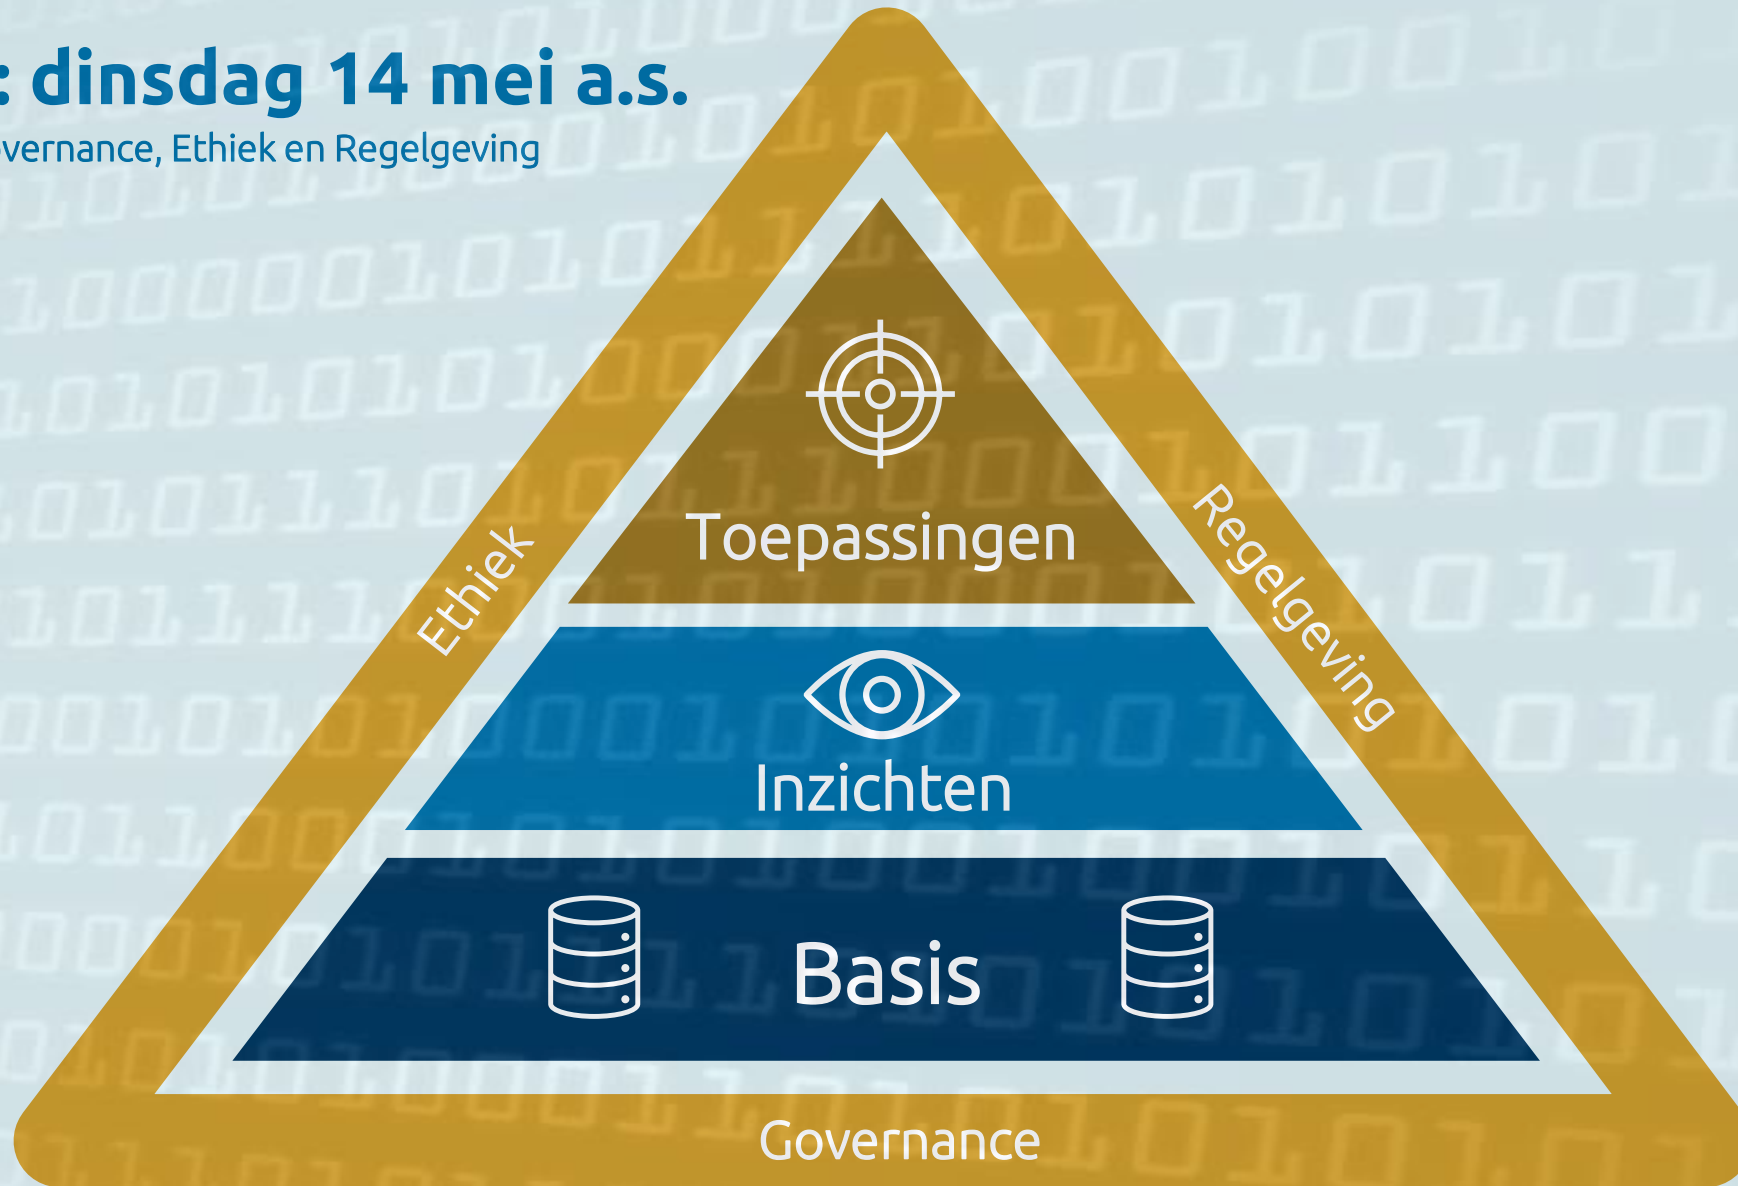 : dinsdag 14 mei a.s.
vernance, Ethiek en Regelgeving
Toepassingen
Ethiek
Regelgeving
Inzichten
Basis
Governance